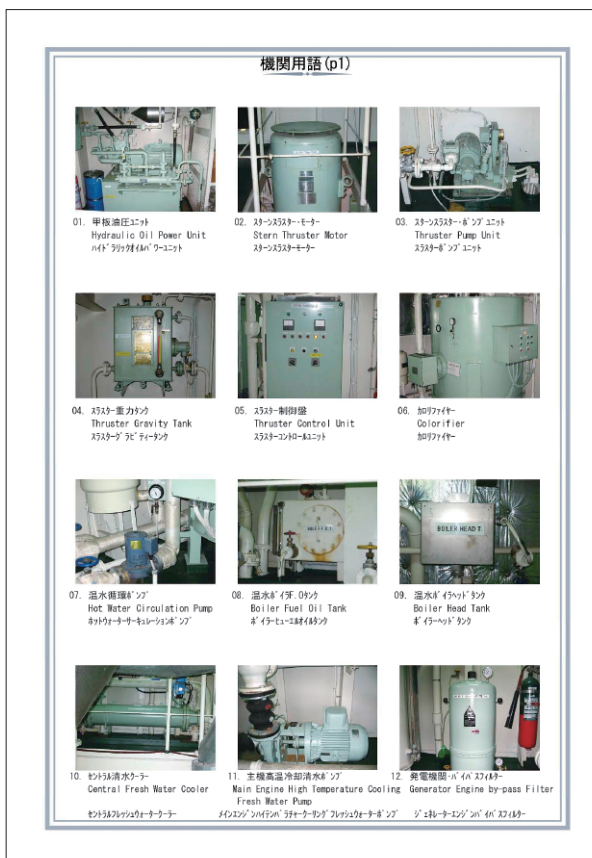 機関用語(p1)
01. 甲板油圧ﾕﾆｯﾄ
Hydraulic Oil Power Unit
ﾊｲﾄﾞﾗﾘｯｸｵｲﾙﾊﾟﾜｰﾕﾆｯﾄ
02. ｽﾀｰﾝｽﾗｽﾀｰ･ﾓｰﾀｰ
Stern Thruster Motor
ｽﾀｰﾝｽﾗｽﾀｰﾓｰﾀｰ
03. ｽﾀｰﾝｽﾗｽﾀｰ･ﾎﾟﾝﾌﾟﾕﾆｯﾄ
Thruster Pump Unit
ｽﾗｽﾀｰﾎﾟﾝﾌﾟﾕﾆｯﾄ
04. ｽﾗｽﾀｰ重力ﾀﾝｸ
Thruster Gravity Tank
ｽﾗｽﾀｰｸﾞﾗﾋﾞﾃｨｰﾀﾝｸ
05. ｽﾗｽﾀｰ制御盤
Thruster Control Unit
ｽﾗｽﾀｰｺﾝﾄﾛｰﾙﾕﾆｯﾄ
06. ｶﾛﾘﾌｧｲﾔｰ
Colorifier
ｶﾛﾘﾌｧｲﾔｰ
BOILER HEAD T
07. 温水循環ﾎﾟﾝﾌﾟ
Hot Water Circulation Pump
ﾎｯﾄｳｫｰﾀｰｻｰｷｭﾚｰｼｮﾝﾎﾟﾝﾌﾟ
08. 温水ﾎﾞｲﾗF.Oﾀﾝｸ
Boiler Fuel Oil Tank
ﾎﾞｲﾗｰﾋｭｰｴﾙｵｲﾙﾀﾝｸ
09. 温水ﾎﾞｲﾗﾍｯﾄﾞﾀﾝｸ
Boiler Head Tank
ﾎﾞｲﾗｰﾍｯﾄﾞﾀﾝｸ
10. ｾﾝﾄﾗﾙ清水ｸｰﾗｰ
Central Fresh Water Cooler
ｾﾝﾄﾗﾙﾌﾚｯｼｭｳｫｰﾀｰｸｰﾗｰ
11. 主機高温冷却清水ﾎﾟﾝﾌﾟ
Main Engine High Temperature Cooling
Fresh Water Pump
ﾒｲﾝｴﾝｼﾞﾝﾊｲﾃﾝﾊﾟﾗﾁｬｰｸｰﾘﾝｸﾞﾌﾚｯｼｭｳｫｰﾀｰﾎﾟﾝﾌﾟ
12. 発電機関･ﾊﾞｲﾊﾟｽﾌｨﾙﾀｰ
Generator Engine by-pass Filter
ｼﾞｪﾈﾚｰﾀｰｴﾝｼﾞﾝﾊﾞｲﾊﾟｽﾌｨﾙﾀｰ